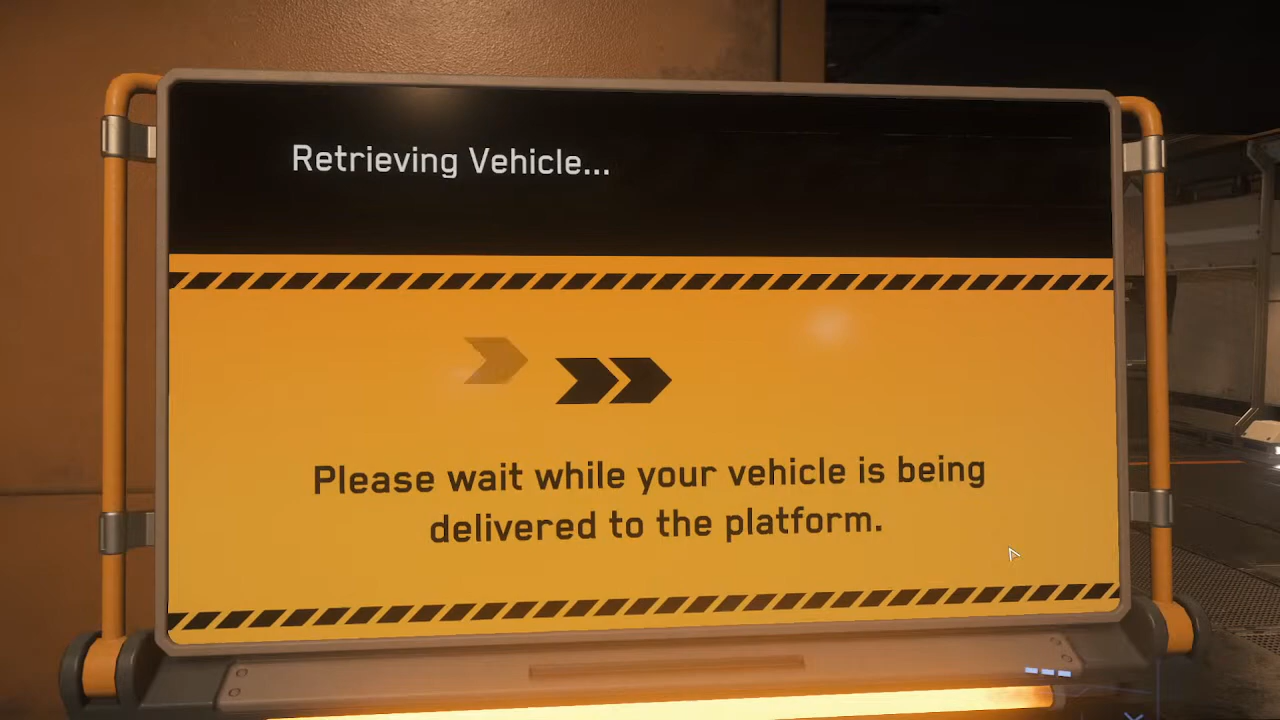 Retrieving Vehicle...
Please wait while your vehicle is being
delivered to the platform.